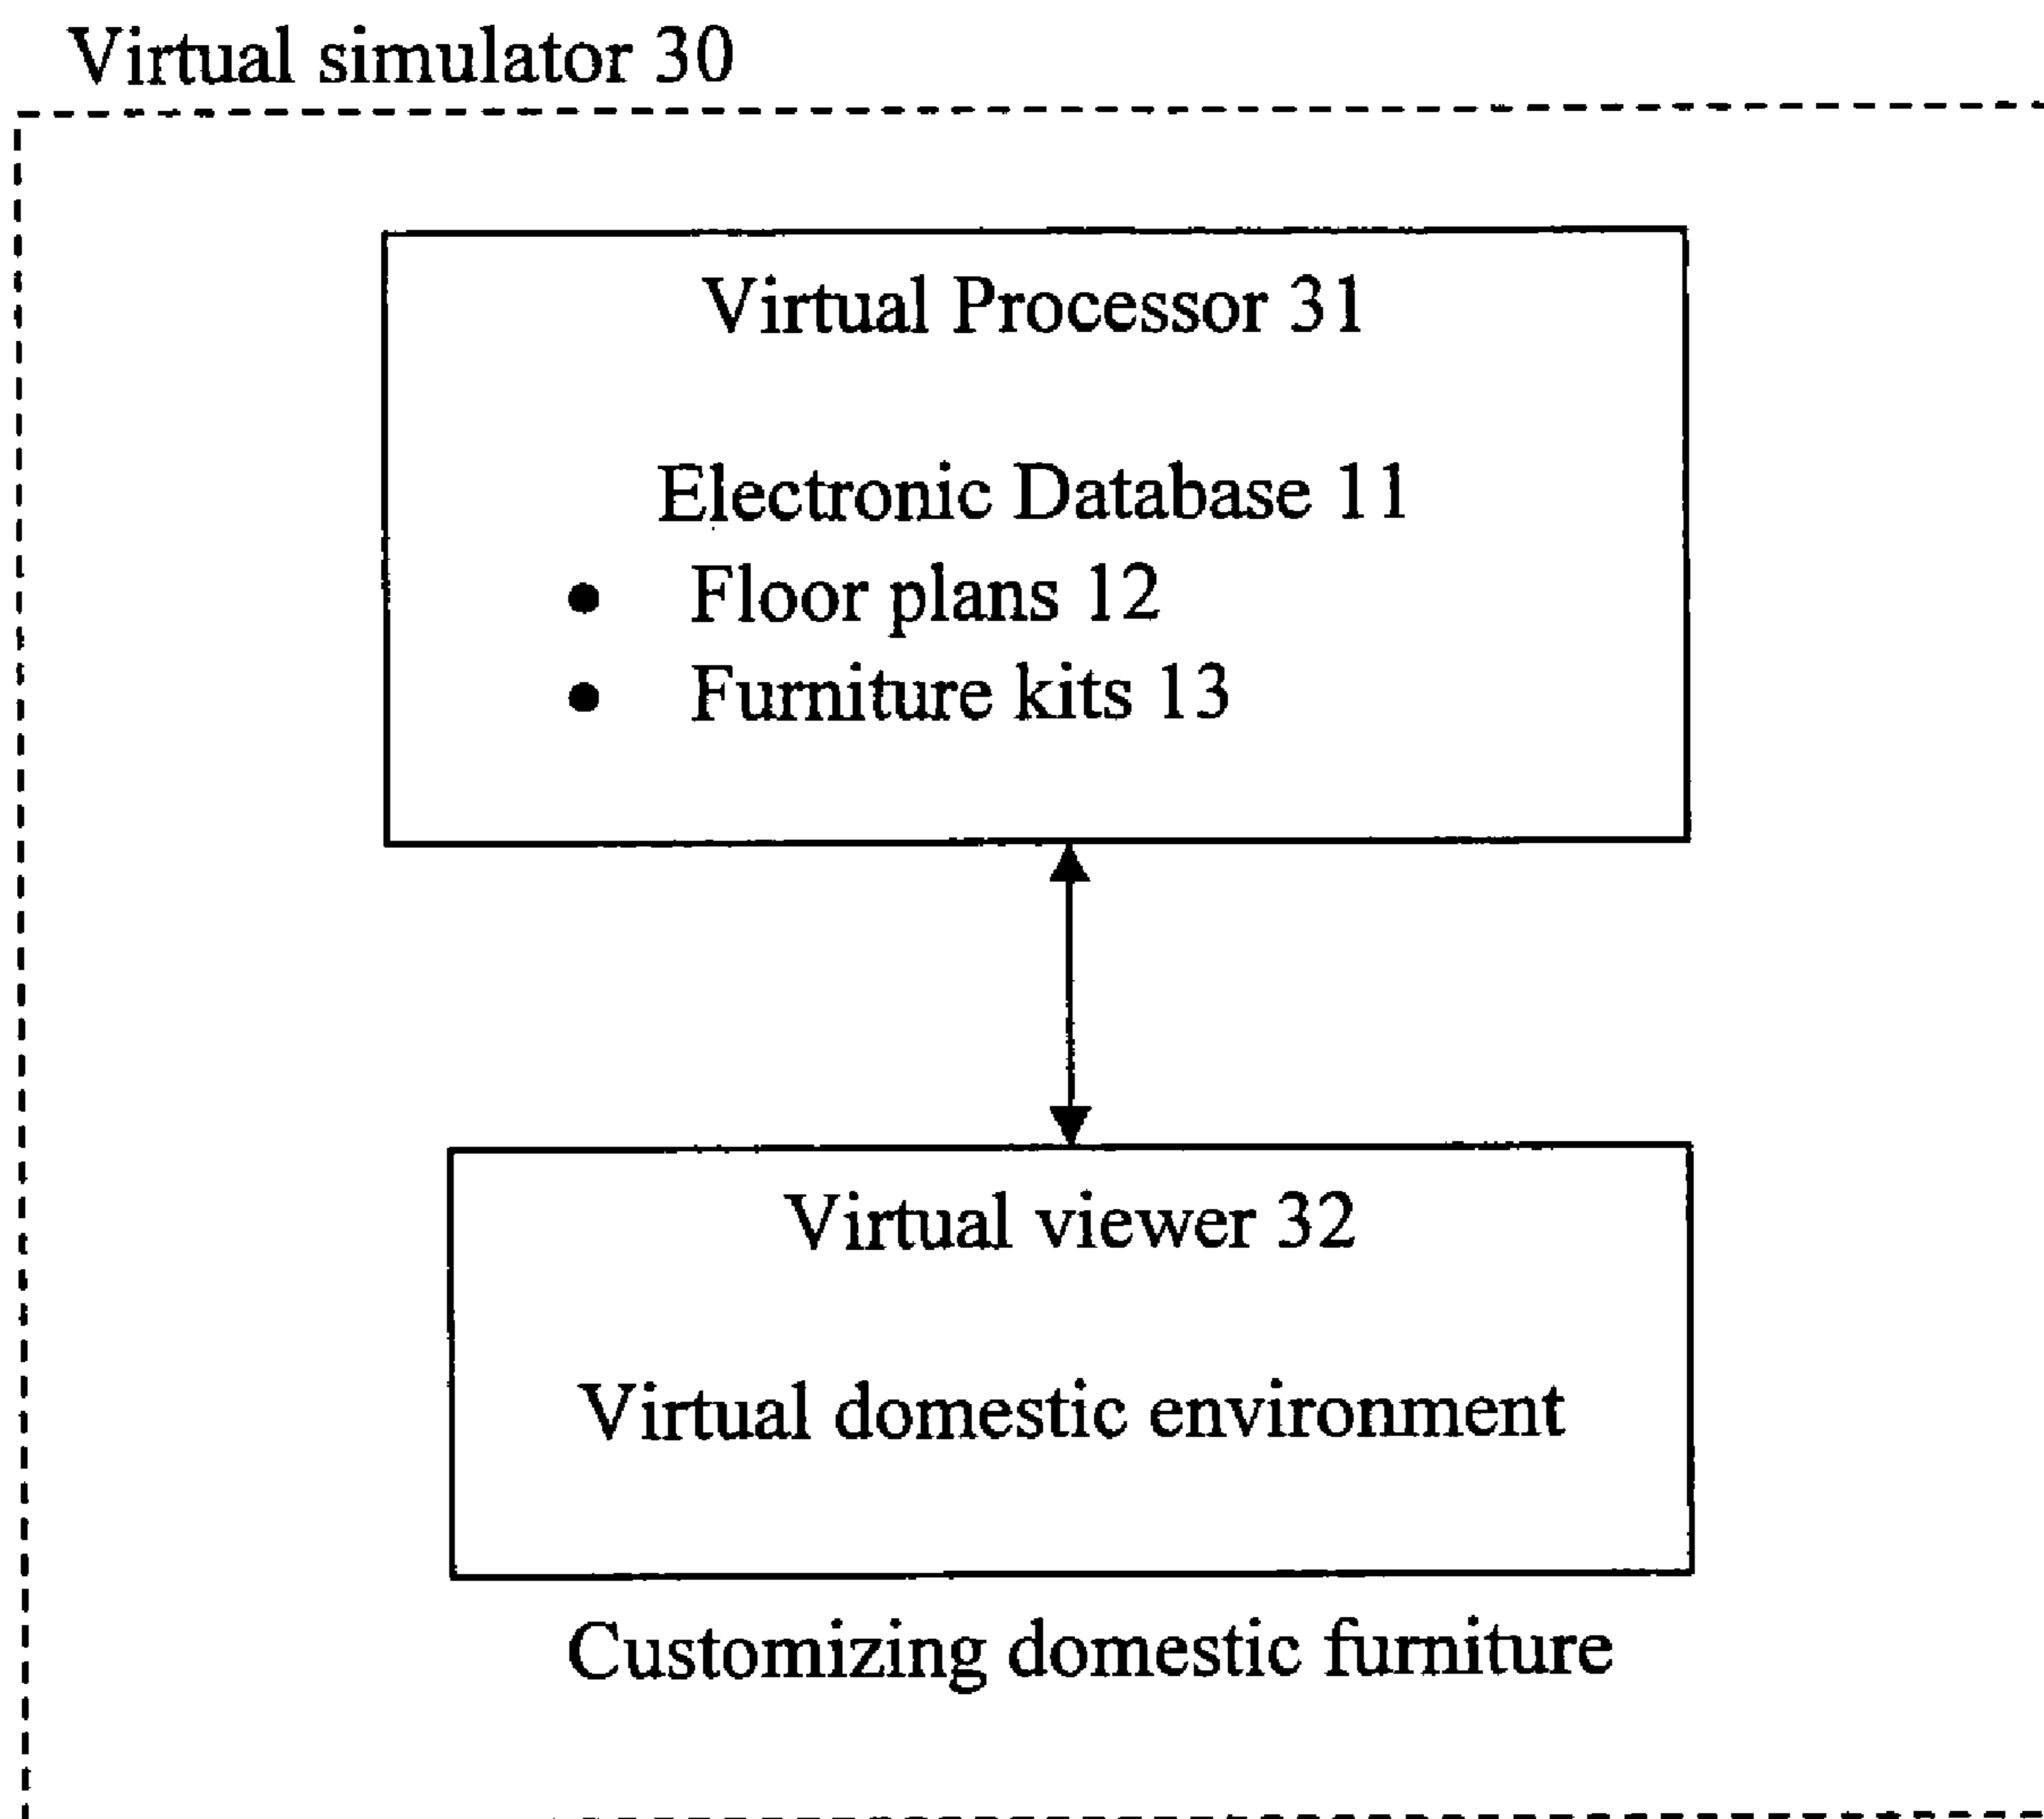 Virtual simulator 30
Virtual Processor 31
Electronic Database 11
• Floor plans 12
• Furniture kits 13
Virtual viewer 32
Virtual domestic environment
Customizing domestic furniture